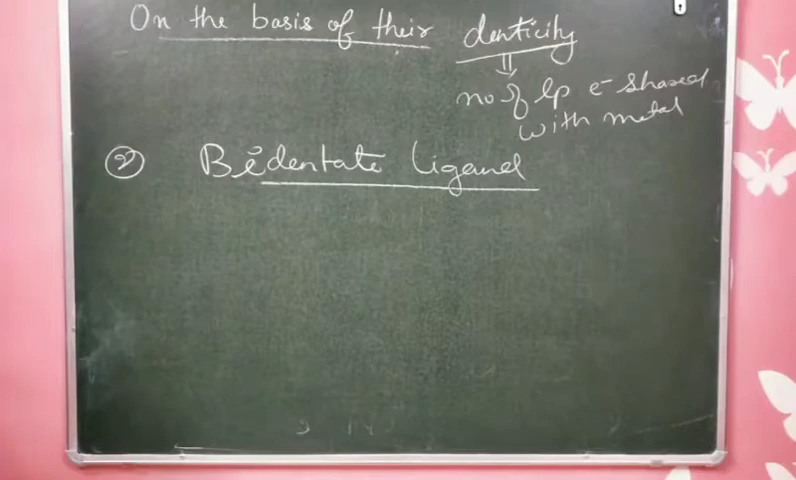 On the basis of their denticity
⇓
no of lp e- shared
with metal
② Bidentate ligand